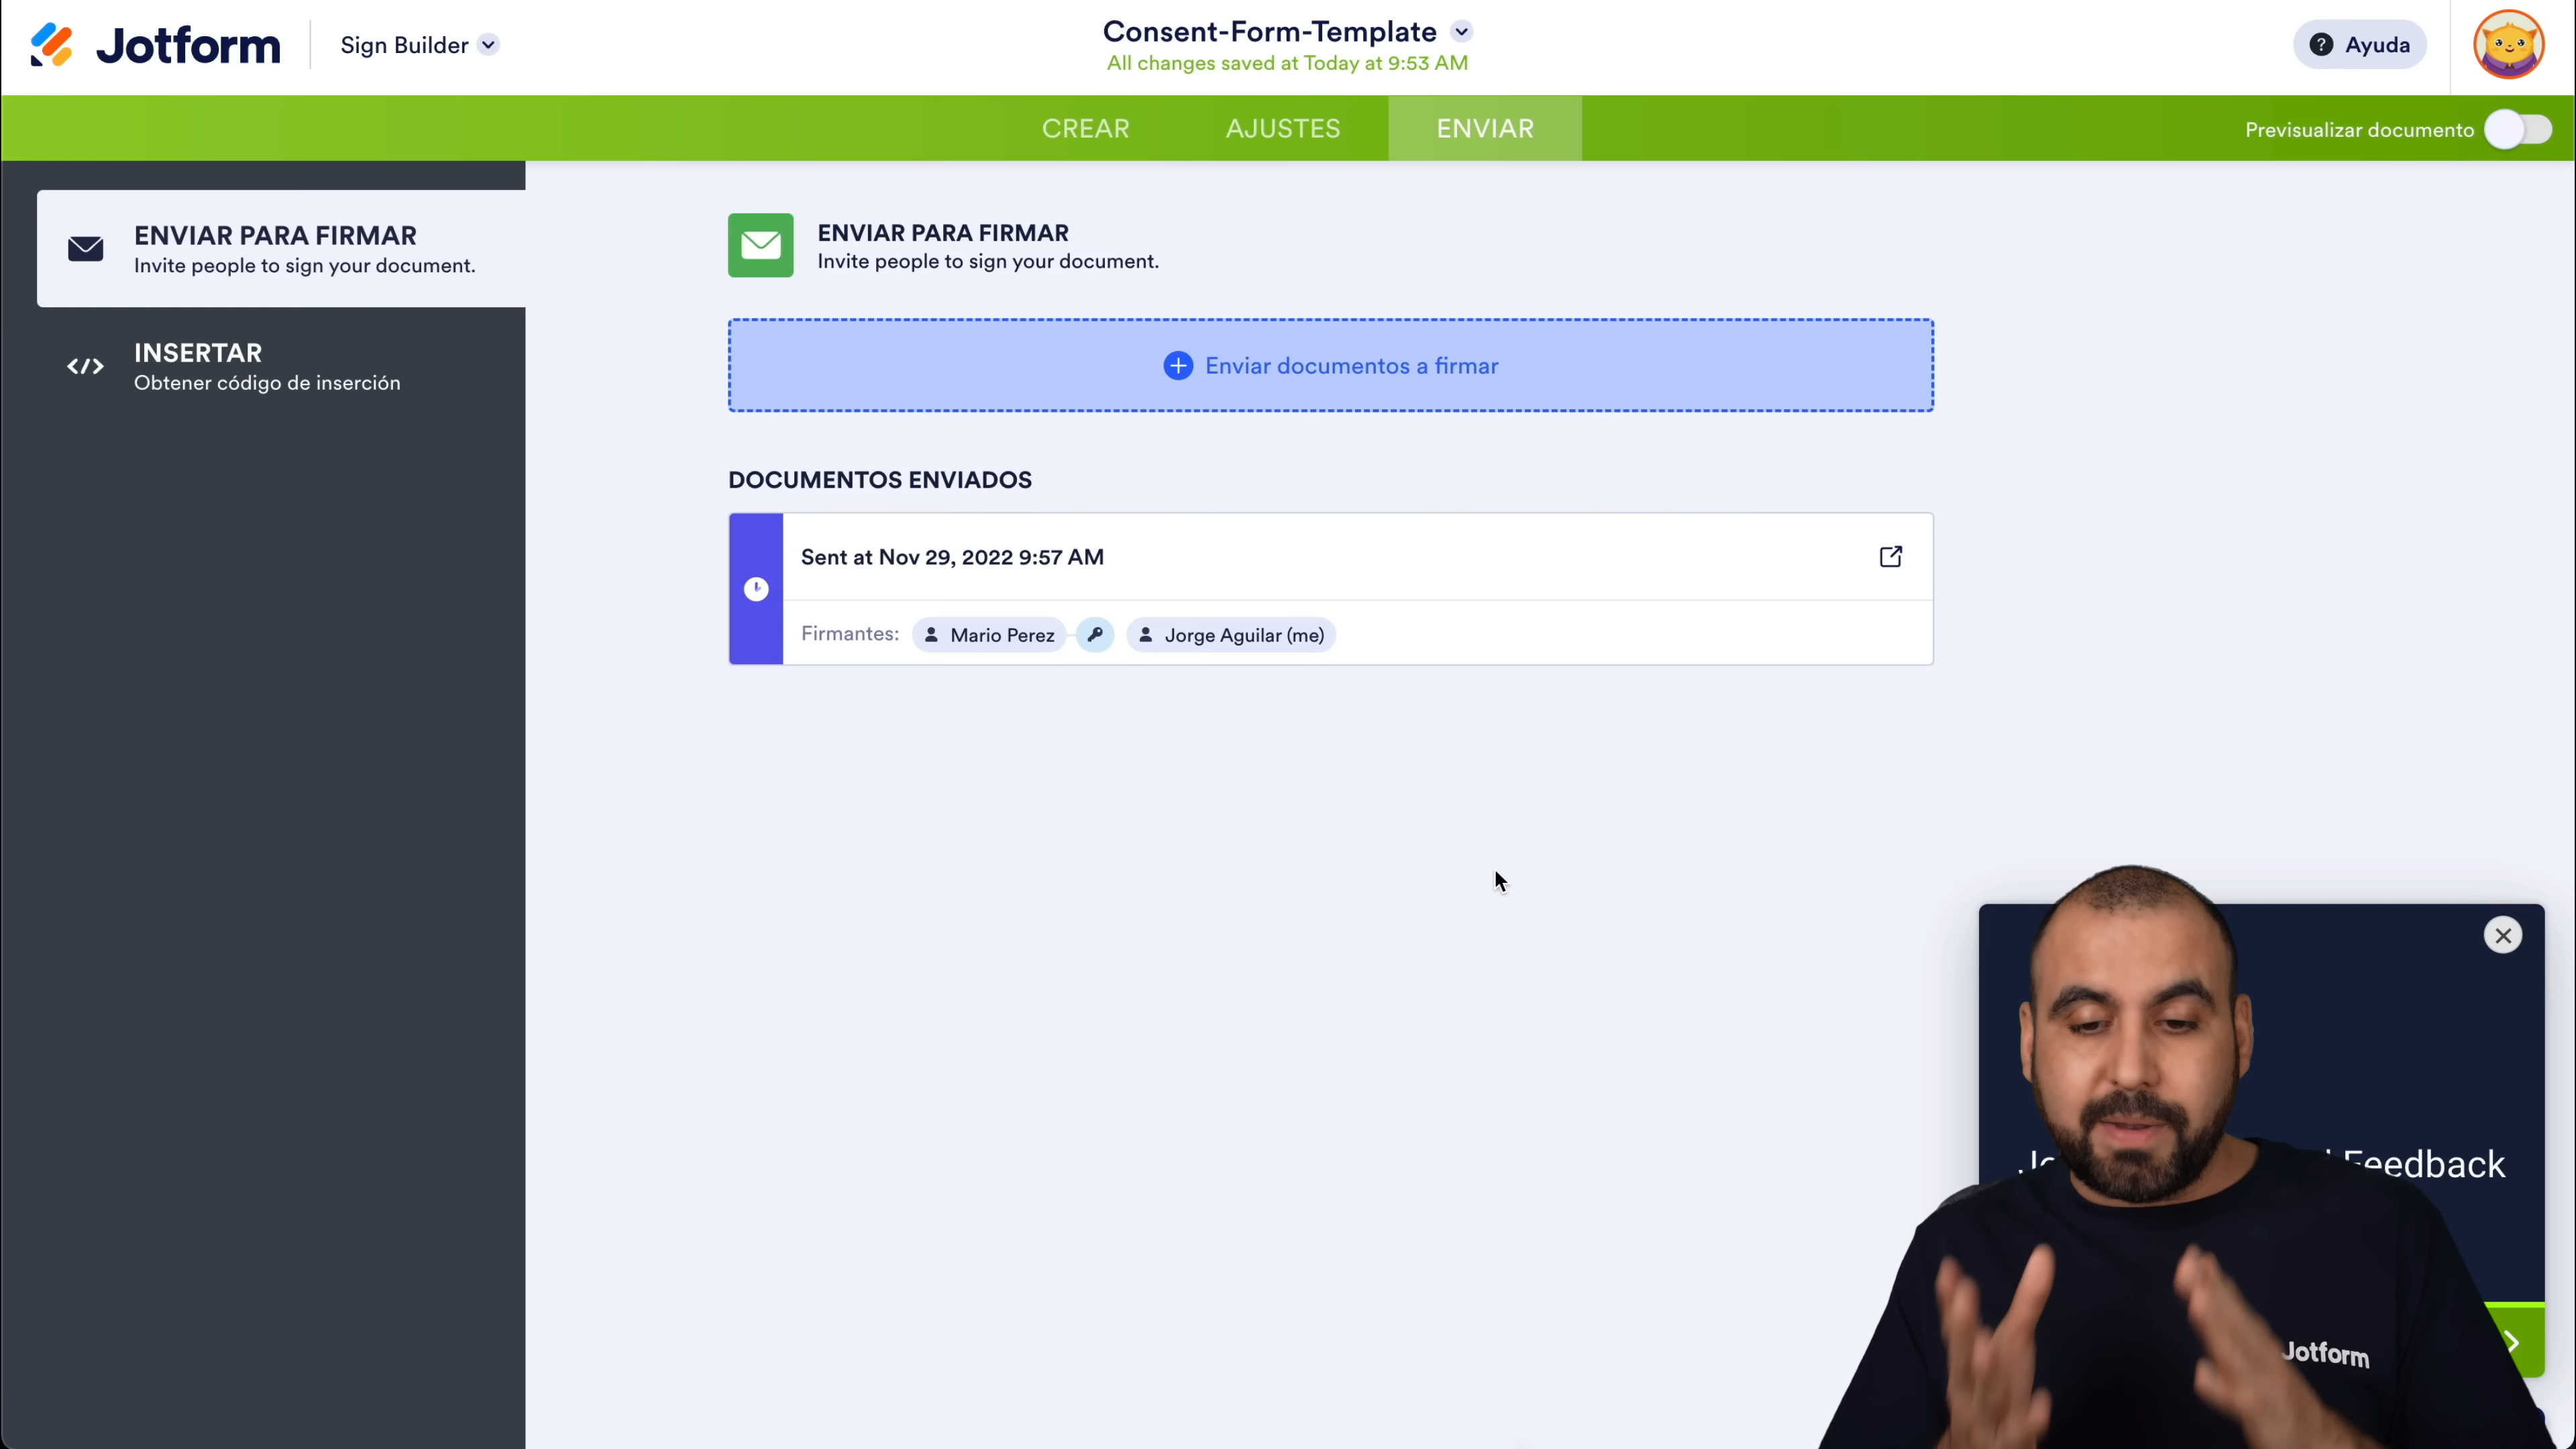 Jotform
Sign Builder
Consent-Form-Template
All changes saved at Today at 9:53 AM
? Ayuda
CREAR
AJUSTES
ENVIAR
Previsualizar documento
ENVIAR PARA FIRMAR
Invite people to sign your document.
INSERTAR
Obtener código de inserción
ENVIAR PARA FIRMAR
Invite people to sign your document.
Enviar documentos a firmar
DOCUMENTOS ENVIADOS
Sent at Nov 29, 2022 9:57 AM
Firmantes: Mario Perez Jorge Aguilar (me)
Feedback
Jotform